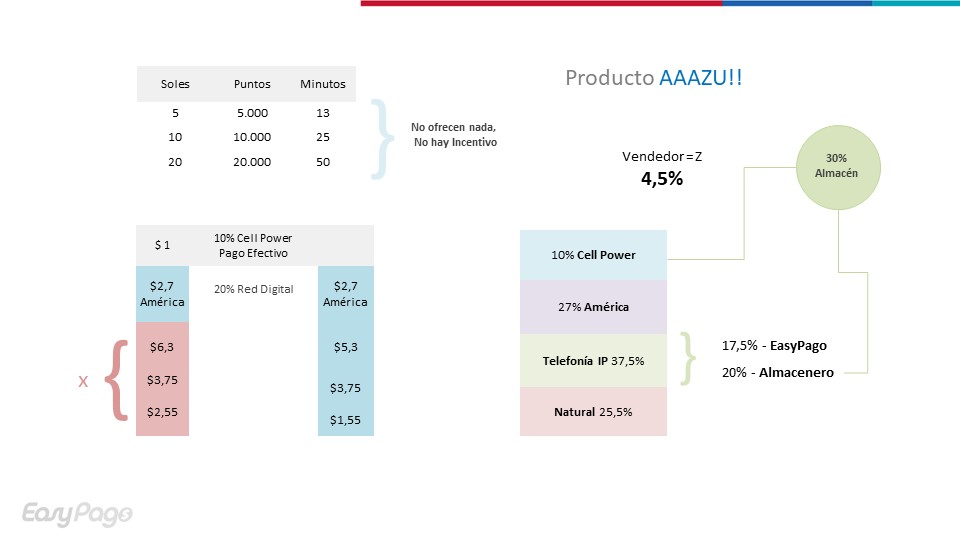 Producto AAAZU!!
Soles Puntos Minutos
5 5.000 13
10 10.000 25
20 20.000 50
No ofrecen nada,
No hay Incentivo
Vendedor=Z
4,5%
30%
Almacén
$ 1
10% Cell Power
Pago Efectivo
$2,7
América
20% Red Digital
$2,7
América
X
$6,3
$3,75
$2,55
$5,3
$3,75
$1,55
10% Cell Power
27% América
Telefonía IP 37,5%
Natural 25,5%
17,5% - EasyPago
20% - Almacenero
EasyPago